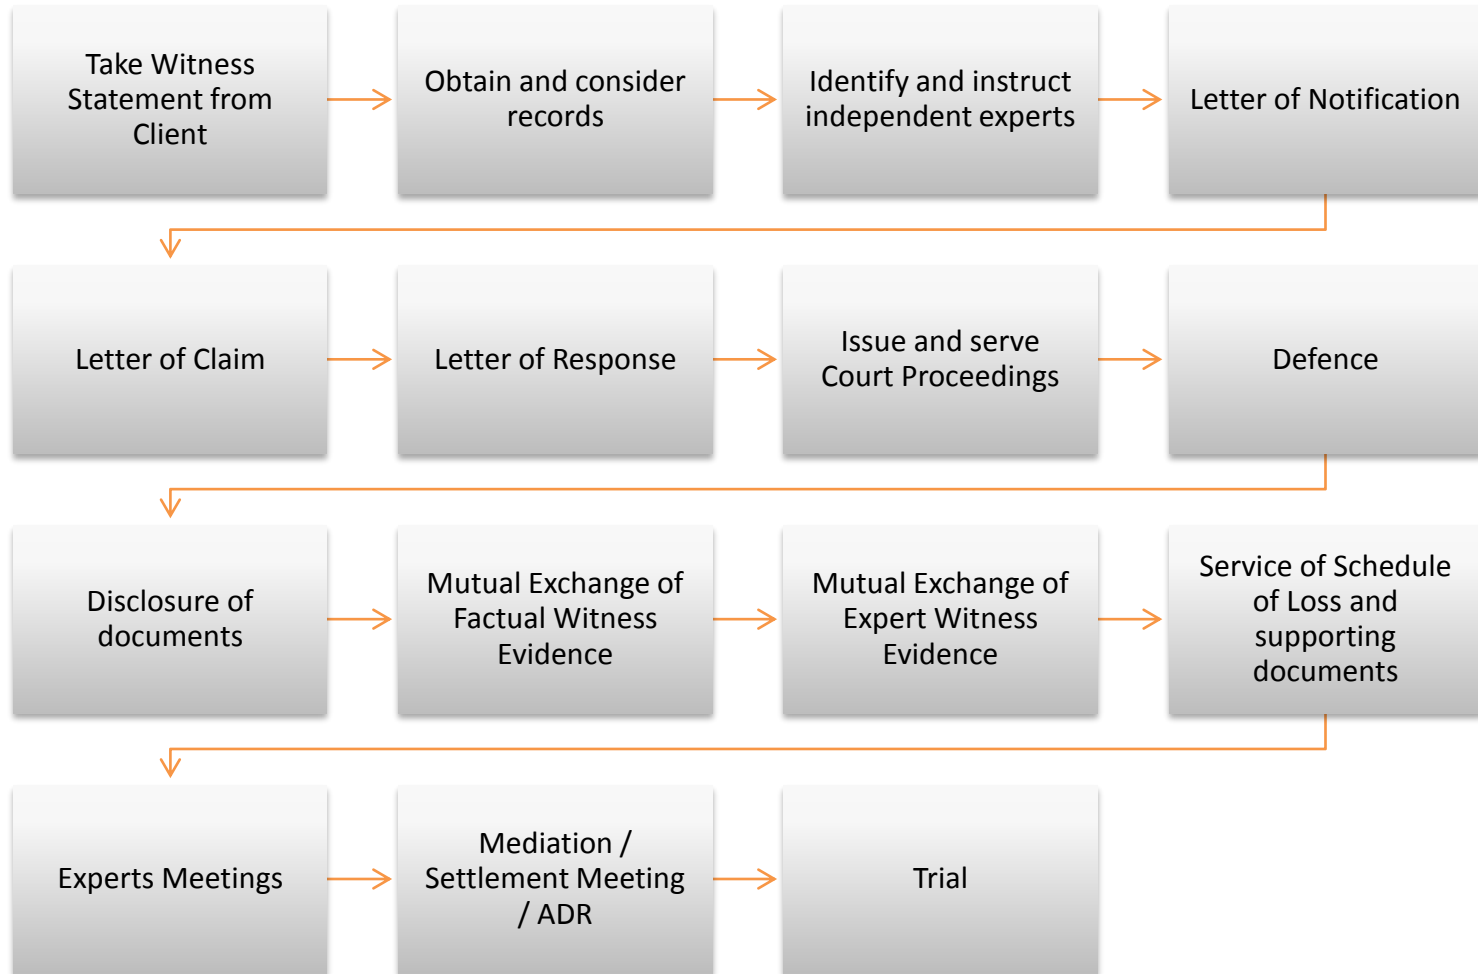 Take Witness
Statement from
Client
Obtain and consider
records
Identify and instruct
independent experts
Letter of Notification
Letter of Claim
Letter of Response
Issue and serve
Court Proceedings
Defence
Disclosure of
documents
Mutual Exchange of
Factual Witness
Evidence
Mutual Exchange of
Expert Witness
Evidence
Service of Schedule
of Loss and
supporting
documents
Experts Meetings
Mediation /
Settlement Meeting
/ ADR
Trial